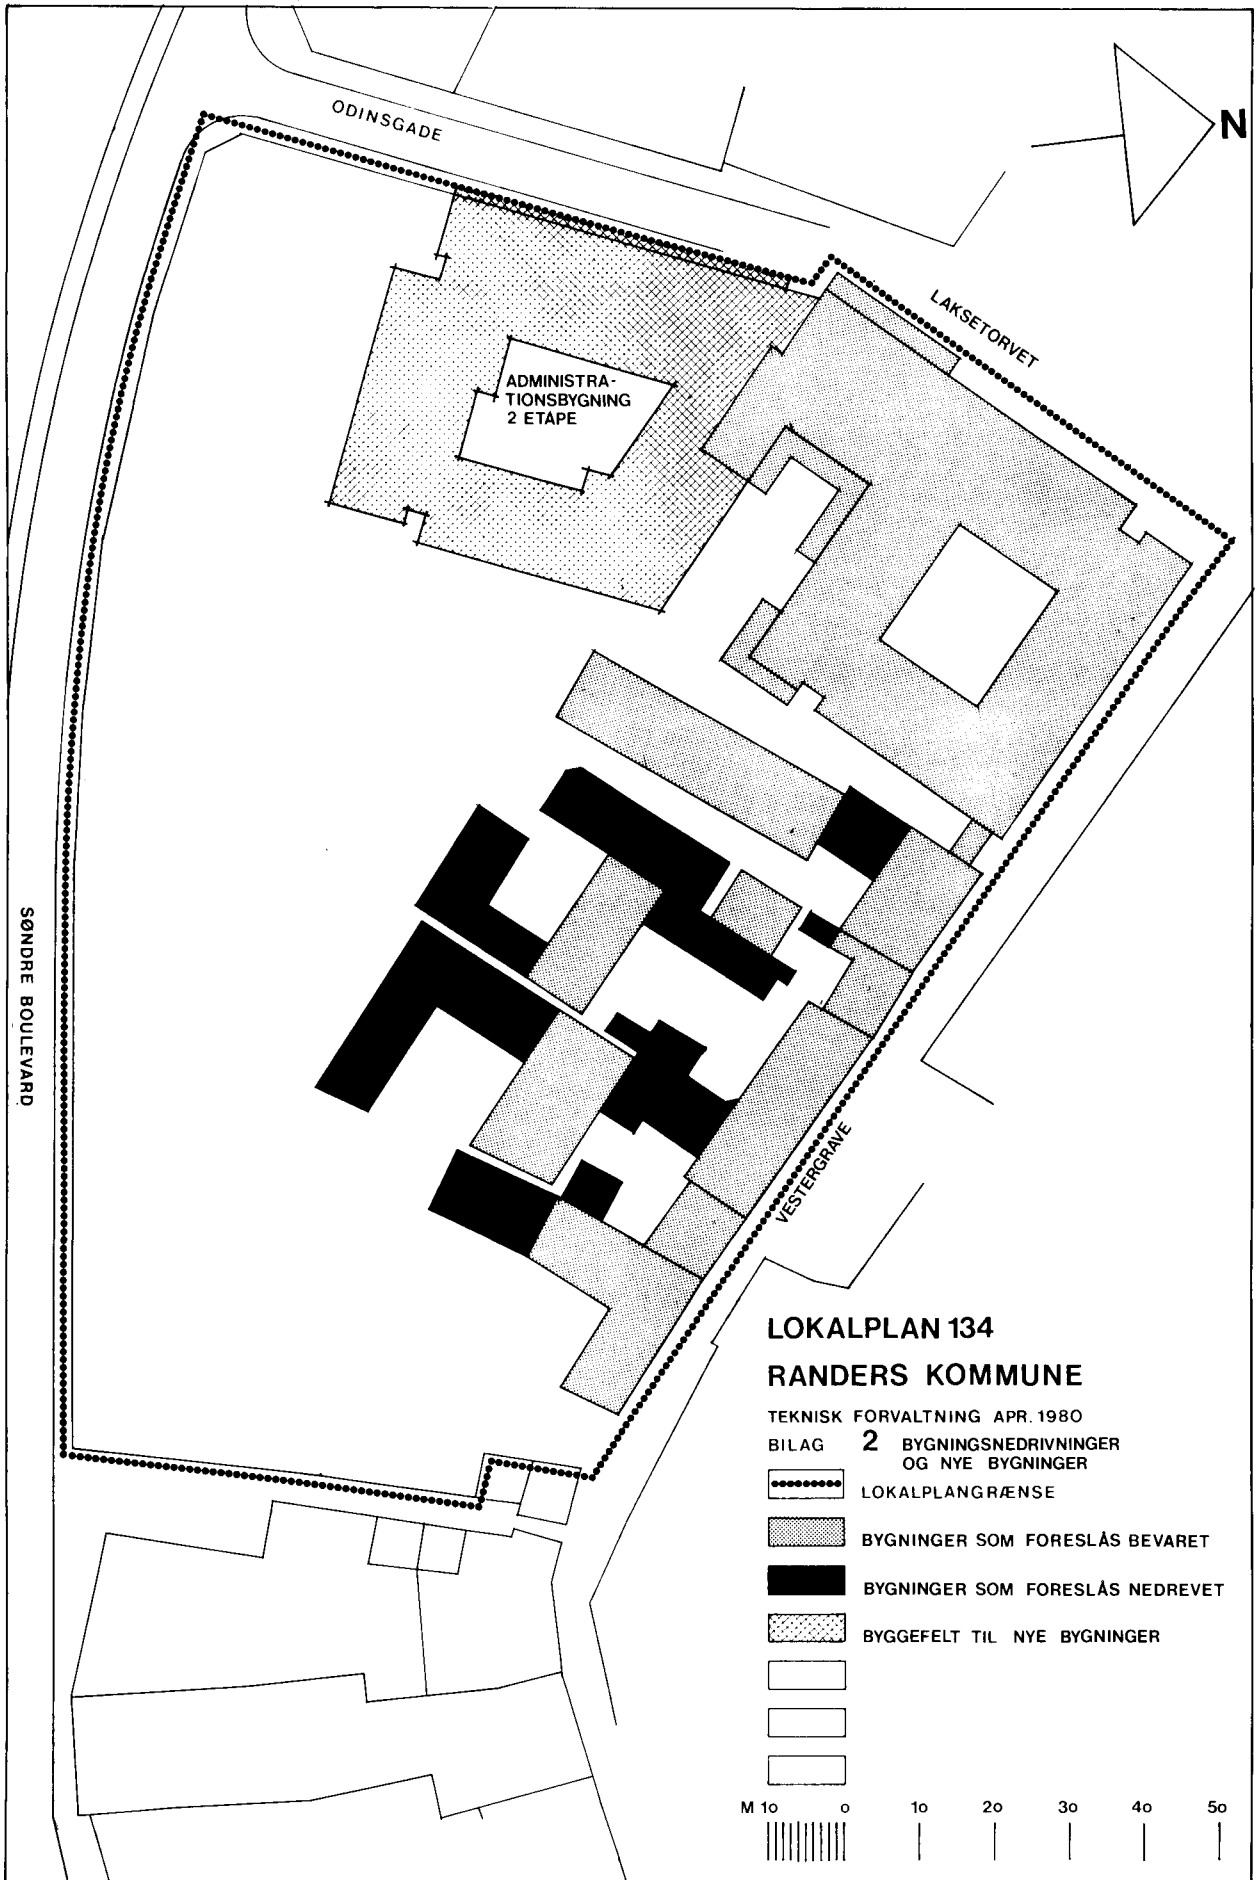 ODINSGADE
N
LAKSETORVET
ADMINISTRA-
TIONSBYGNING
2 ETAPE
SØNDRE BOULEVARD
VESTERGRAVE
LOKALPLAN 134
RANDERS KOMMUNE
TEKNISK FORVALTNING APR. 1980
BILAG 2 BYGNINGSNEDRIVNINGER
OG NYE BYGNINGER
LOKALPLANGRÆNSE
BYGNINGER SOM FORESLÅS BEVARET
BYGNINGER SOM FORESLÅS NEDREVET
BYGGEFELT TIL NYE BYGNINGER
M 10 0 10 20 30 40 50